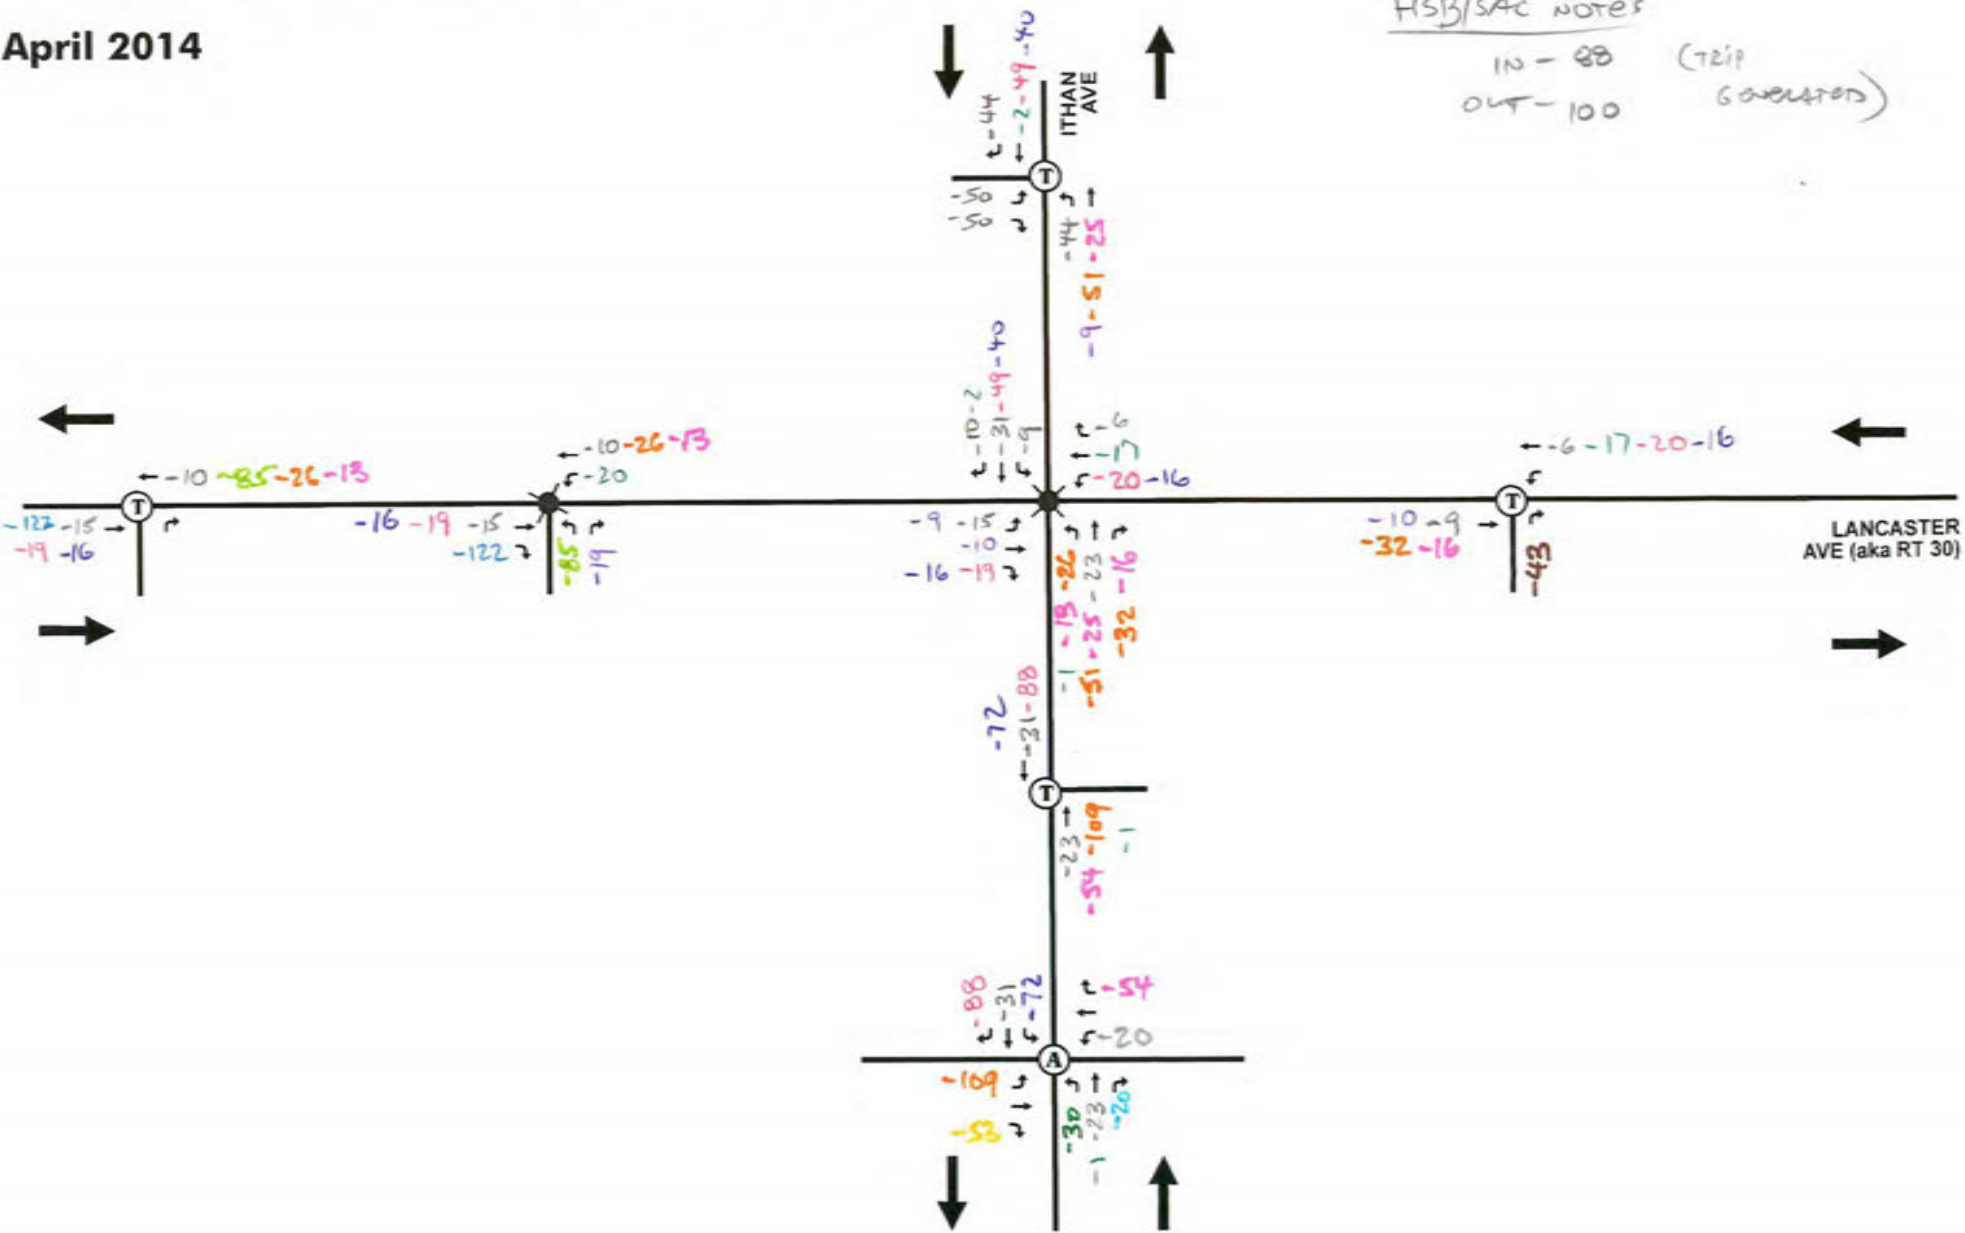 April 2014
HSB/SAC NOTES
IN - 88 (TRIP
OUT - 100 GENERATED)
-44
-2 -49 -40
ITHAN
AVE
T
-50
-50
-44
-9 -51 -25
-10 -2
-31 -49 -40
-9
-6
-17
-20 -16
-10 -85 -26 -13
T
-122 -15
-19 -16
-10 -26 -13
-20
-16 -19 -15
-122
-85
-19
-9 -15
-10
-16 -19
-1 -13 -26
-51 -25 -23
-32 -16
-6 -17 -20 -16
T
-10 -9
-32 -16
-43
LANCASTER
AVE (aka RT 30)
-72
-31 -88
T
-23
-54 -109
-1
-88
-31
-72
-54
-20
A
-109
-53
-30
-1 -23
-20